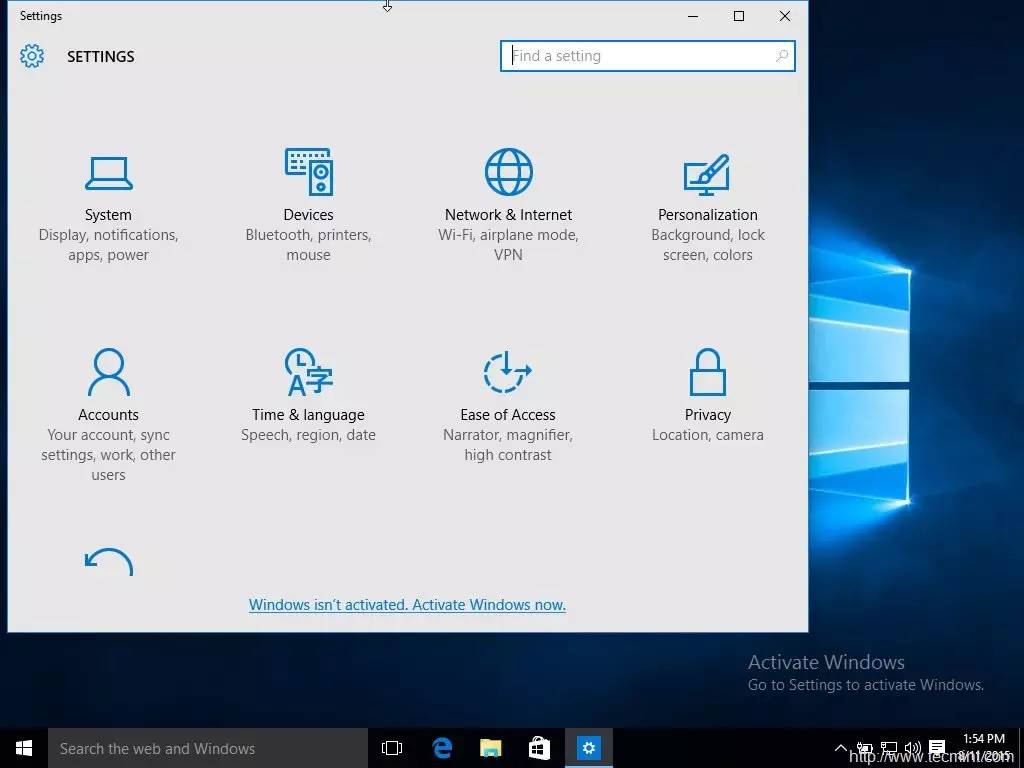 Settings
SETTINGS
Find a setting
System
Display, notifications,
apps, power
Devices
Bluetooth, printers,
mouse
Network & Internet
Wi-Fi, airplane mode,
VPN
Personalization
Background, lock
screen, colors
Accounts
Your account, sync
settings, work, other
users
Time & language
Speech, region, date
Ease of Access
Narrator, magnifier,
high contrast
Privacy
Location, camera
A字
Windows isn't activated. Activate Windows now.
Activate Windows
Go to Settings to activate Windows.
Search the web and Windows
1:54 PM
8/11/2015
http://www.tecmint.com